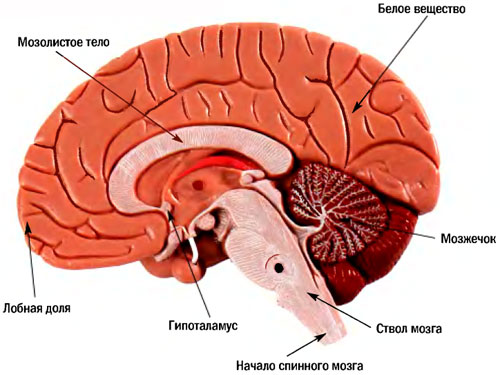 Белое вещество
Мозолистое тело
Мозжечок
Лобная доля
Гипоталамус
Ствол мозга
Начало спинного мозга